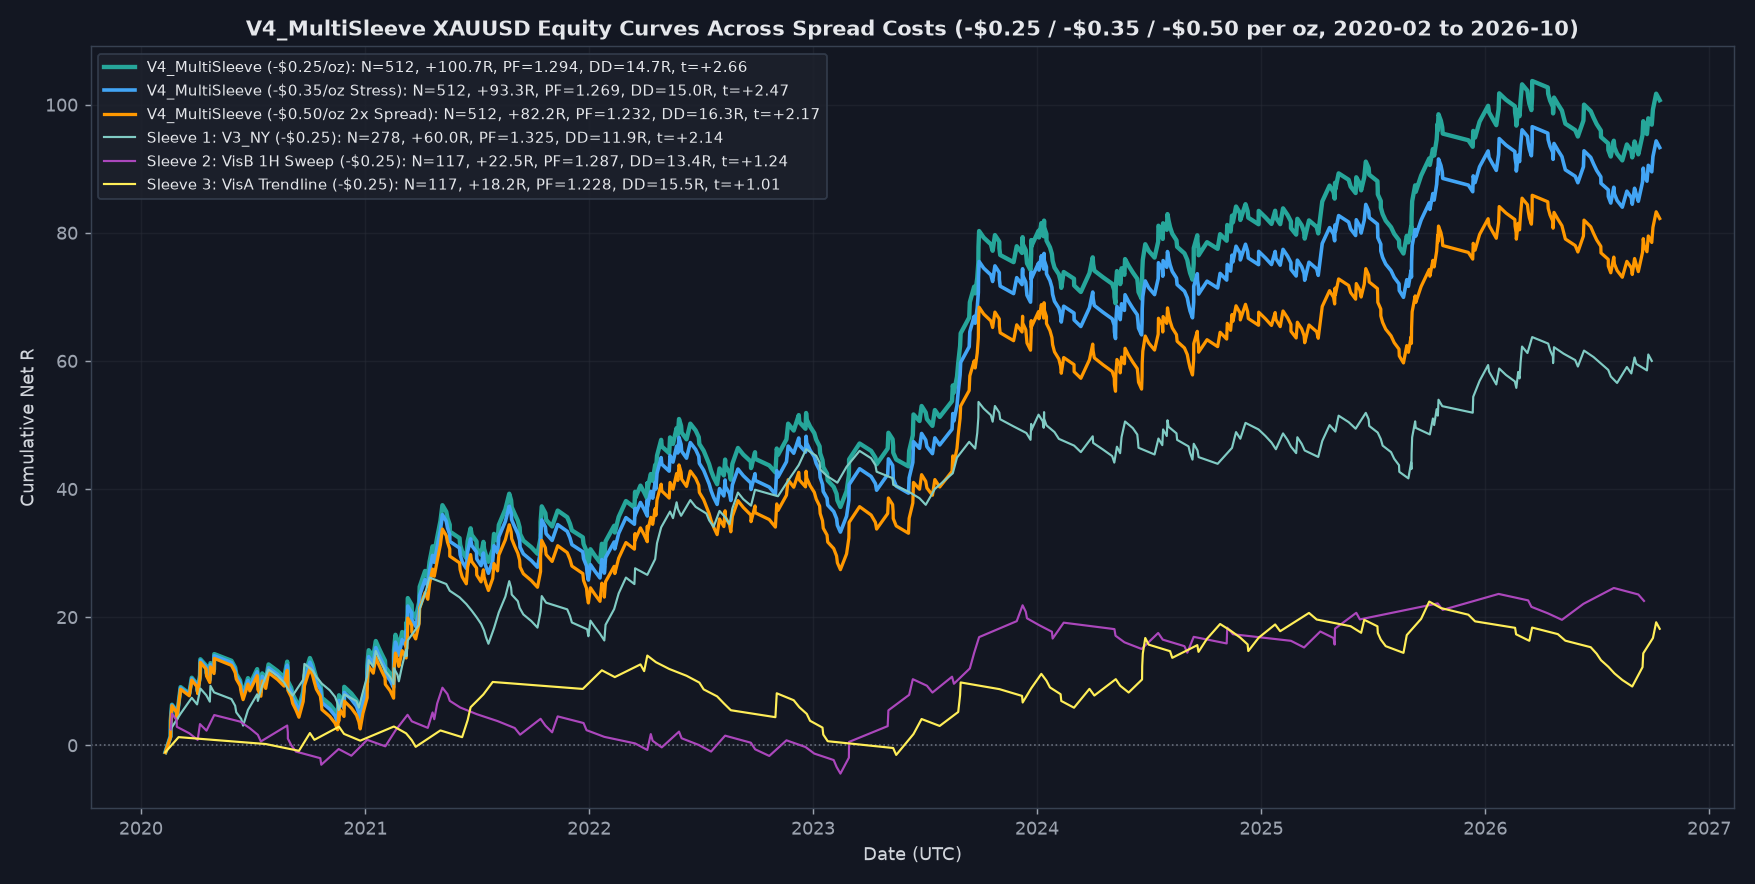 V4_MultiSleeve XAUUSD Equity Curves Across Spread Costs (-$0.25 / -$0.35 / -$0.50 per oz, 2020-02 to 2026-10)
V4_MultiSleeve (-$0.25/oz): N=512, +100.7R, PF=1.294, DD=14.7R, t=+2.66
V4_MultiSleeve (-$0.35/oz Stress): N=512, +93.3R, PF=1.269, DD=15.0R, t=+2.47
V4_MultiSleeve (-$0.50/oz 2x Spread): N=512, +82.2R, PF=1.232, DD=16.3R, t=+2.17
Sleeve 1: V3_NY (-$0.25): N=278, +60.0R, PF=1.325, DD=11.9R, t=+2.14
Sleeve 2: VisB 1H Sweep (-$0.25): N=117, +22.5R, PF=1.287, DD=13.4R, t=+1.24
Sleeve 3: VisA Trendline (-$0.25): N=117, +18.2R, PF=1.228, DD=15.5R, t=+1.01
Cumulative Net R
100
80
60
40
20
0
2020 2021 2022 2023 2024 2025 2026 2027
Date (UTC)